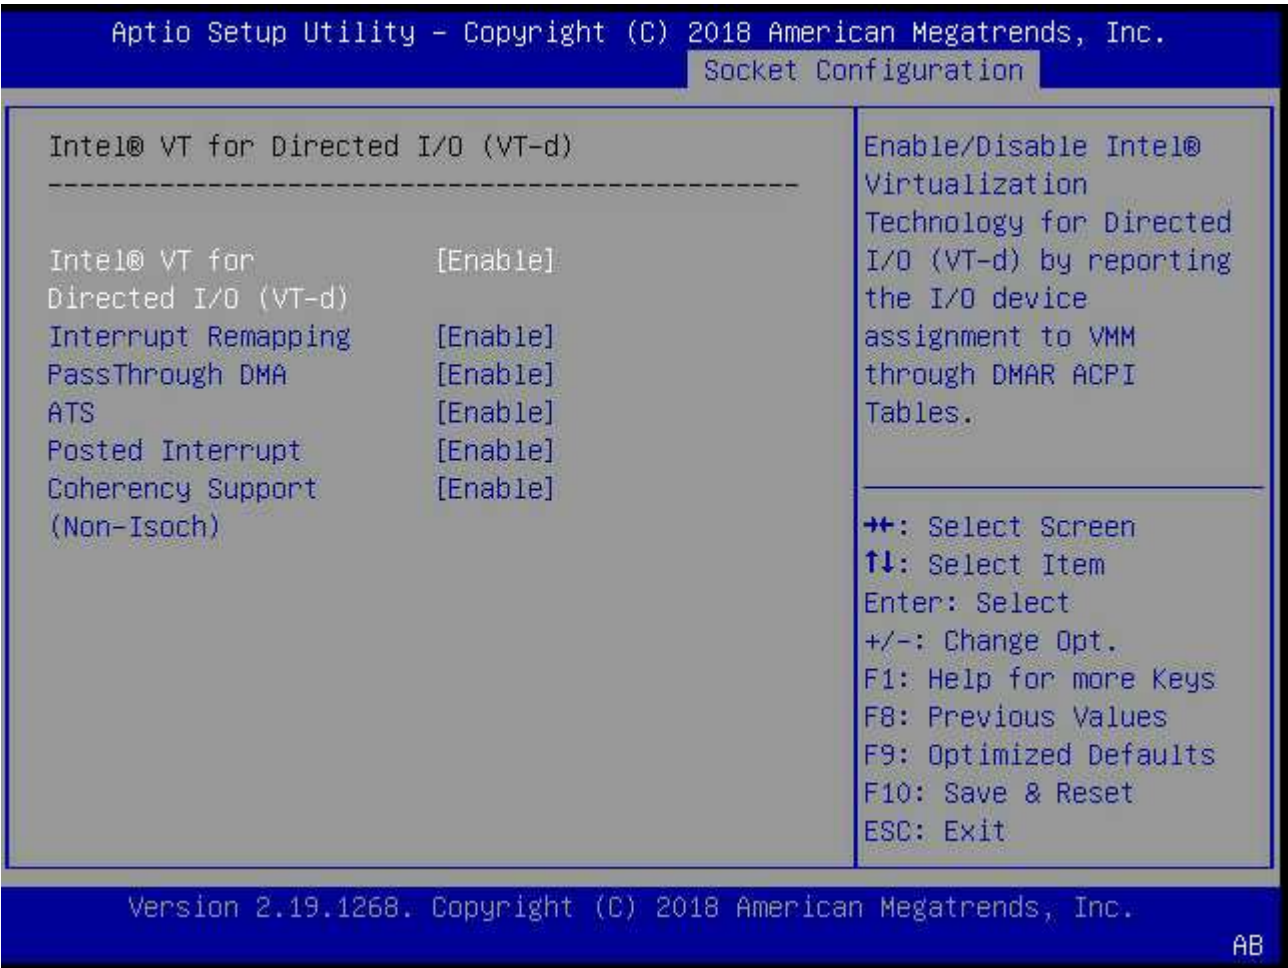 Aptio Setup Utility – Copyright (C) 2018 American Megatrends, Inc.
Socket Configuration
Intel® VT for Directed I/O (VT-d)
-----------------------------------------------
Intel® VT for [Enable]
Directed I/O (VT-d)
Interrupt Remapping [Enable]
PassThrough DMA [Enable]
ATS [Enable]
Posted Interrupt [Enable]
Coherency Support [Enable]
(Non-Isoch)
Enable/Disable Intel®
Virtualization
Technology for Directed
I/O (VT-d) by reporting
the I/O device
assignment to VMM
through DMAR ACPI
Tables.
→←: Select Screen
↑↓: Select Item
Enter: Select
+/-: Change Opt.
F1: Help for more Keys
F8: Previous Values
F9: Optimized Defaults
F10: Save & Reset
ESC: Exit
Version 2.19.1268. Copyright (C) 2018 American Megatrends, Inc.
AB